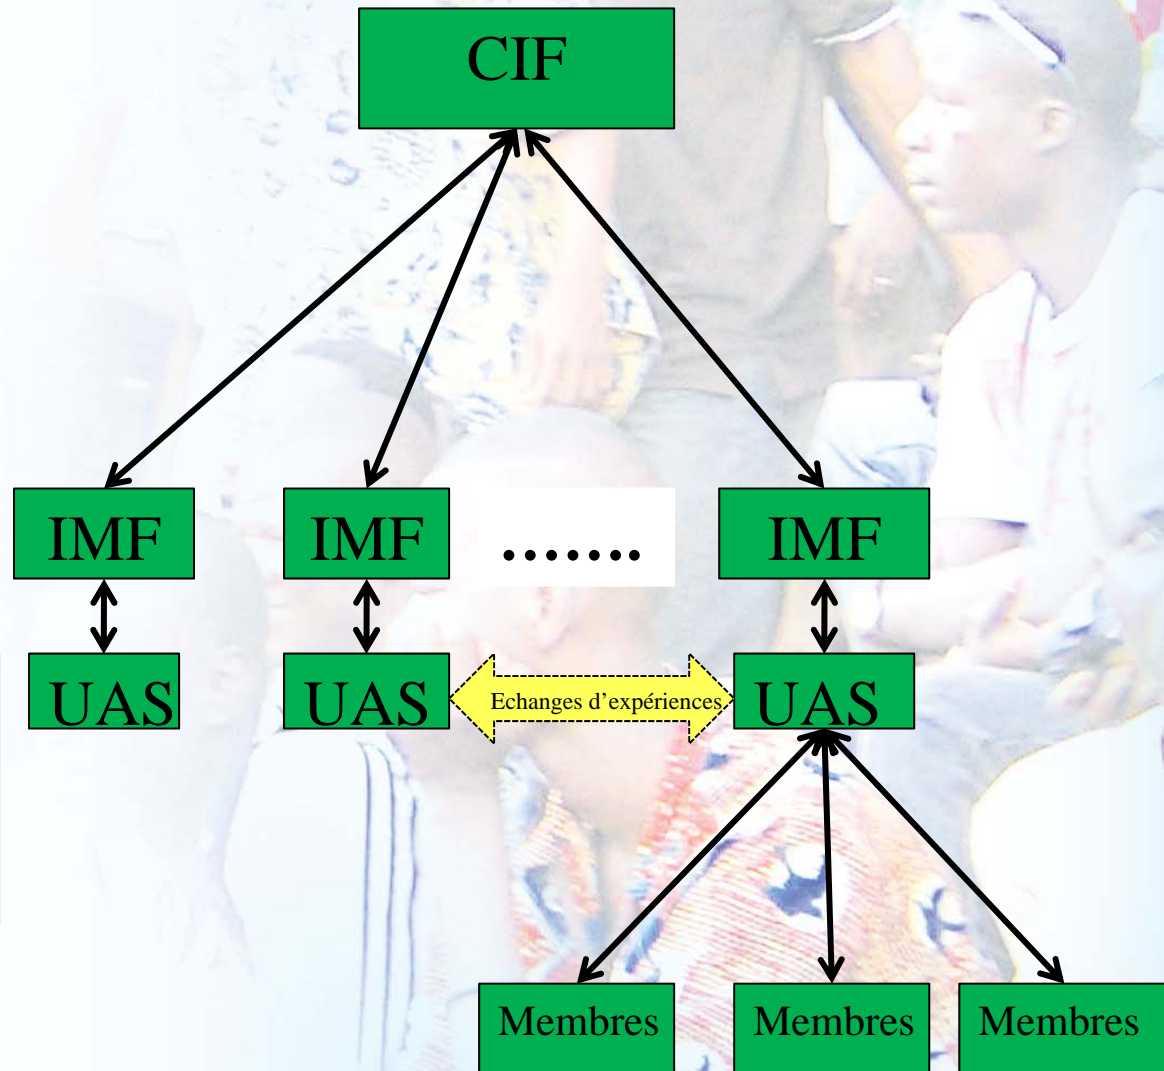 CIF
IMF
IMF
.......
IMF
UAS
UAS
Echanges d’expériences
UAS
Membres
Membres
Membres